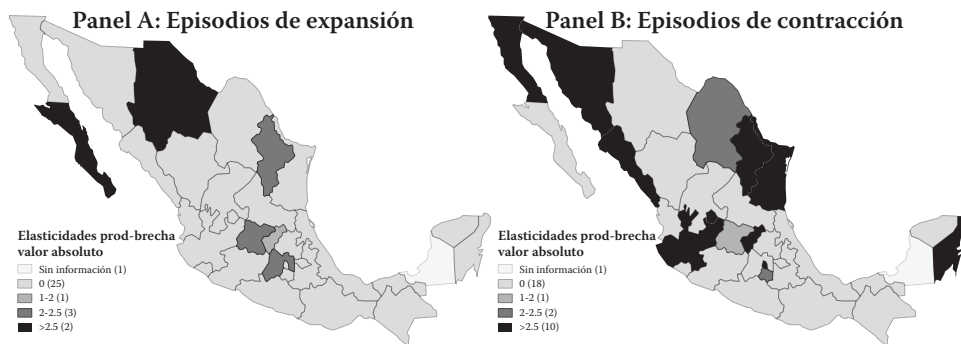 Panel A: Episodios de expansión
Elasticidades prod-brecha
valor absoluto
Sin información (1)
0 (25)
1-2 (1)
2-2.5 (3)
>2.5 (2)
Panel B: Episodios de contracción
Elasticidades prod-brecha
valor absoluto
Sin información (1)
0 (18)
1-2 (1)
2-2.5 (2)
>2.5 (10)